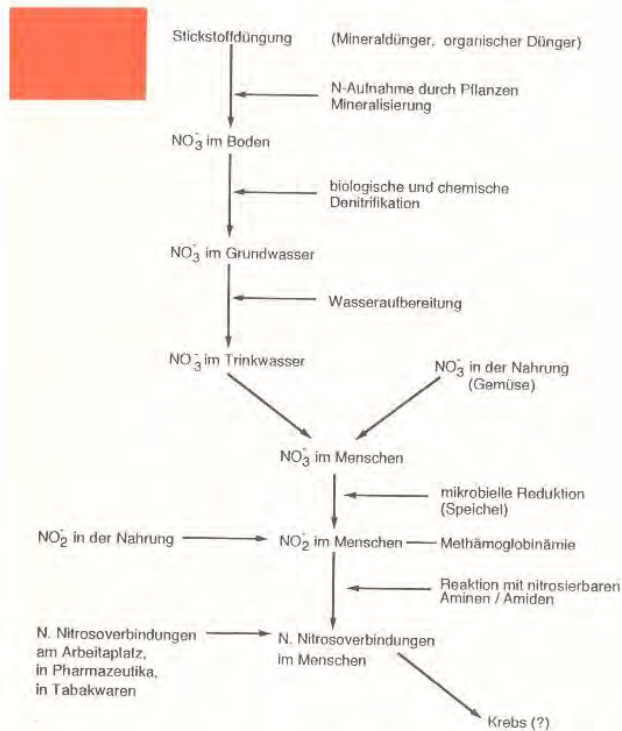 Stickstoffdüngung (Mineraldünger, organischer Dünger)
N-Aufnahme durch Pflanzen
Mineralisierung
NO₃⁻ im Boden
biologische und chemische
Denitrifikation
NO₃⁻ im Grundwasser
Wasseraufbereitung
NO₃⁻ im Trinkwasser
NO₃⁻ in der Nahrung
(Gemüse)
NO₃⁻ im Menschen
mikrobielle Reduktion
(Speichel)
NO₂⁻ in der Nahrung
NO₂⁻ im Menschen
Methämoglobinämie
Reaktion mit nitrosierbaren
Aminen / Amiden
N. Nitrosoverbindungen
am Arbeitaplatz,
in Pharmazeutika,
in Tabakwaren
N. Nitrosoverbindungen
im Menschen
Krebs (?)